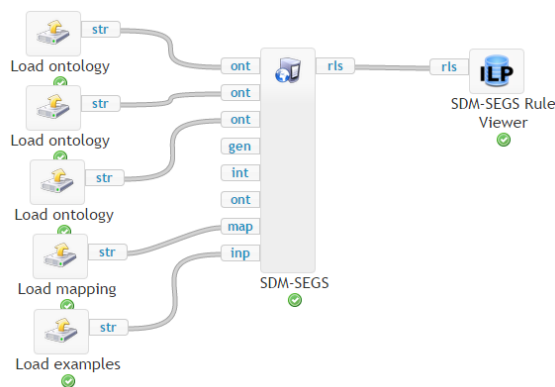 str
Load ontology
str
Load ontology
str
Load ontology
str
Load mapping
str
Load examples
ont
ont
ont
gen
int
ont
map
inp
rls
SDM-SEGS
rls
ILP
SDM-SEGS Rule
Viewer